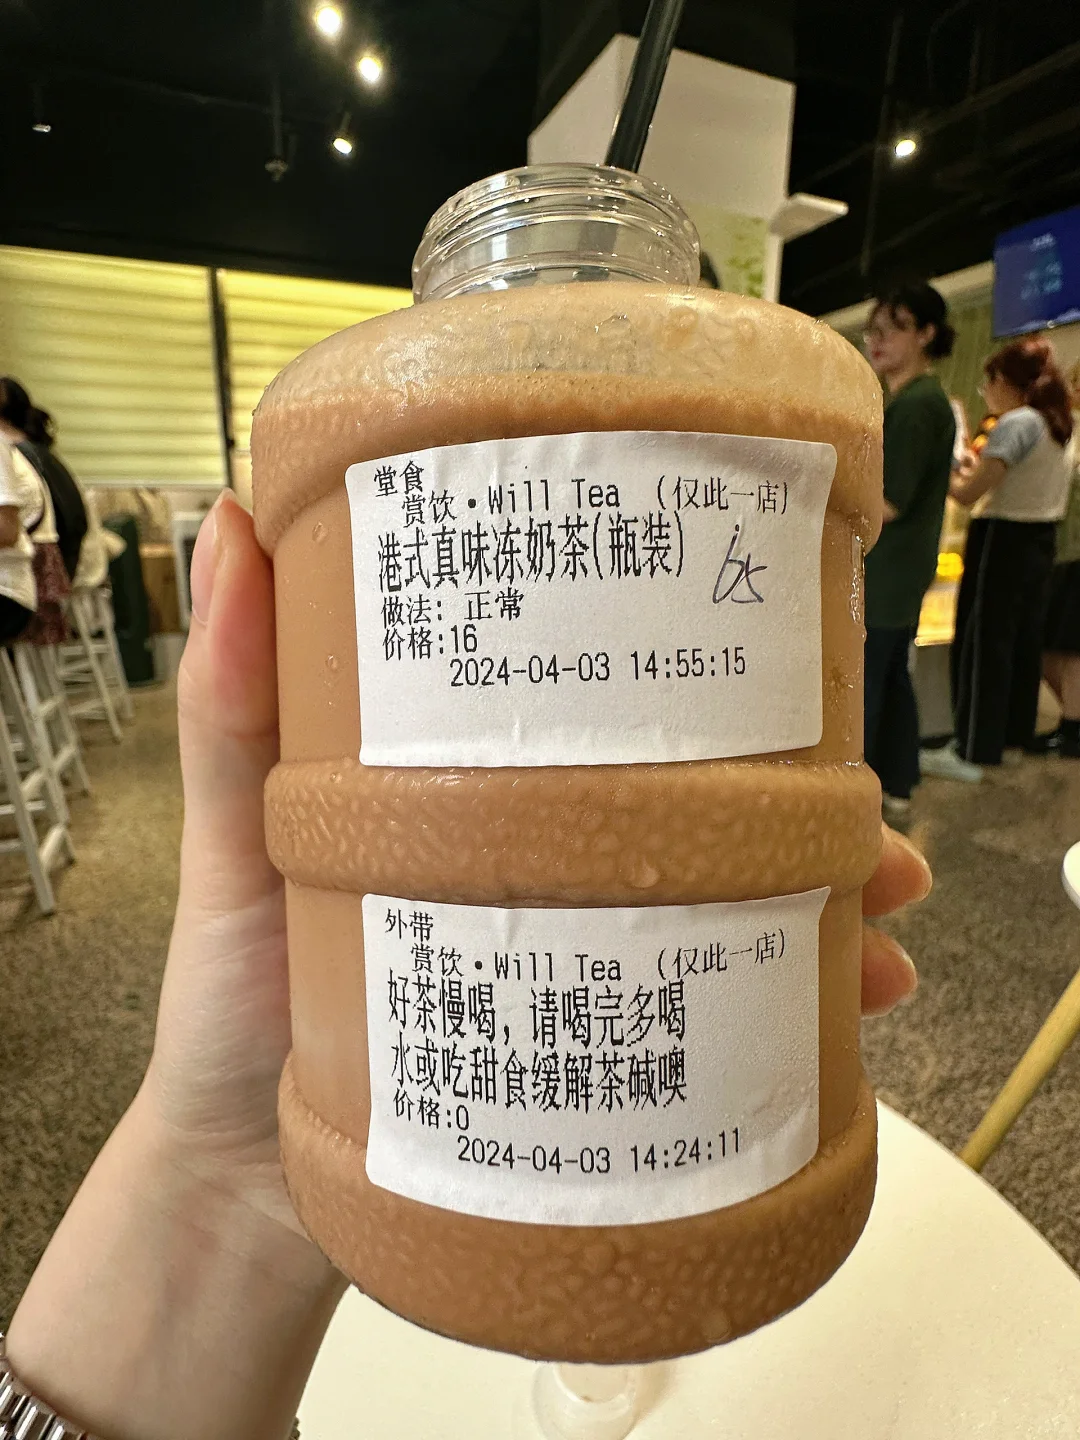 堂食
赏饮·Will Tea (仅此一店)
港式真味冻奶茶(瓶装)
65
做法: 正常
价格:16
2024-04-03 14:55:15
外带
赏饮·Will Tea (仅此一店)
好茶慢喝，请喝完多喝
水或吃甜食缓解茶碱噢
价格:0
2024-04-03 14:24:11